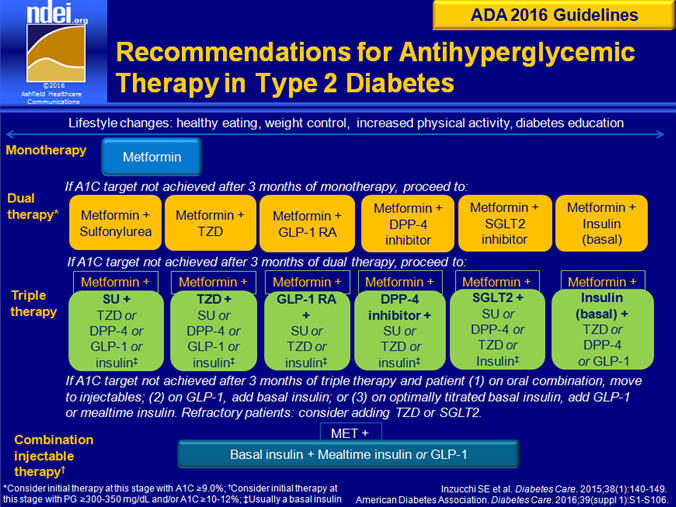 ndei.org
©2016
Ashfield Healthcare
Communications
ADA 2016 Guidelines
Recommendations for Antihyperglycemic
Therapy in Type 2 Diabetes
Lifestyle changes: healthy eating, weight control, increased physical activity, diabetes education
Monotherapy
Metformin
If A1C target not achieved after 3 months of monotherapy, proceed to:
Dual
therapy*
Metformin +
Sulfonylurea
Metformin +
TZD
Metformin +
GLP-1 RA
Metformin +
DPP-4
inhibitor
Metformin +
SGLT2
inhibitor
Metformin +
Insulin
(basal)
If A1C target not achieved after 3 months of dual therapy, proceed to:
Triple
therapy
Metformin +
SU +
TZD or
DPP-4 or
GLP-1 or
insulin‡
Metformin +
TZD +
SU or
DPP-4 or
GLP-1 or
insulin‡
Metformin +
GLP-1 RA
+
SU or
TZD or
insulin‡
Metformin +
DPP-4
inhibitor +
SU or
TZD or
insulin‡
Metformin +
SGLT2 +
SU or
DPP-4 or
TZD or
Insulin‡
Metformin +
Insulin
(basal) +
TZD or
DPP-4
or GLP-1
If A1C target not achieved after 3 months of triple therapy and patient (1) on oral combination, move
to injectables; (2) on GLP-1, add basal insulin; or (3) on optimally titrated basal insulin, add GLP-1
or mealtime insulin. Refractory patients: consider adding TZD or SGLT2.
Combination
injectable
therapy†
MET +
Basal insulin + Mealtime insulin or GLP-1
*Consider initial therapy at this stage with A1C ≥9.0%; †Consider initial therapy at
this stage with PG ≥300-350 mg/dL and/or A1C ≥10-12%; ‡Usually a basal insulin
Inzucchi SE et al. Diabetes Care. 2015;38(1):140-149.
American Diabetes Association. Diabetes Care. 2016;39(suppl 1):S1-S106.